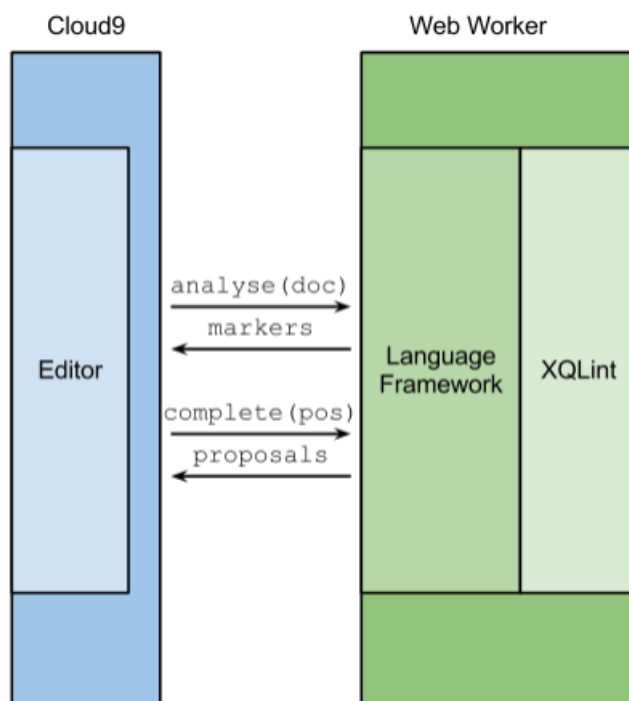 Cloud9
Web Worker
analyse(doc)
markers
Editor
Language
Framework
XQLint
complete(pos)
proposals